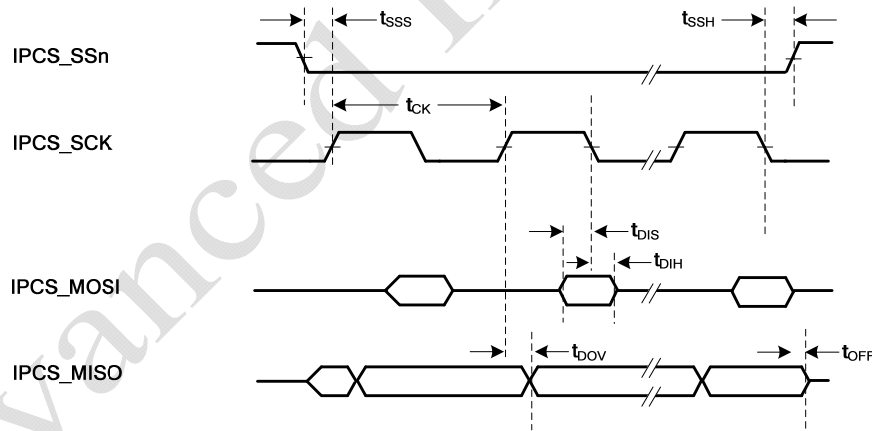 tSSS
tSSH
IPCS_SSn
tCK
IPCS_SCK
tDIS
tDIH
IPCS_MOSI
tDOV
tOFF
IPCS_MISO